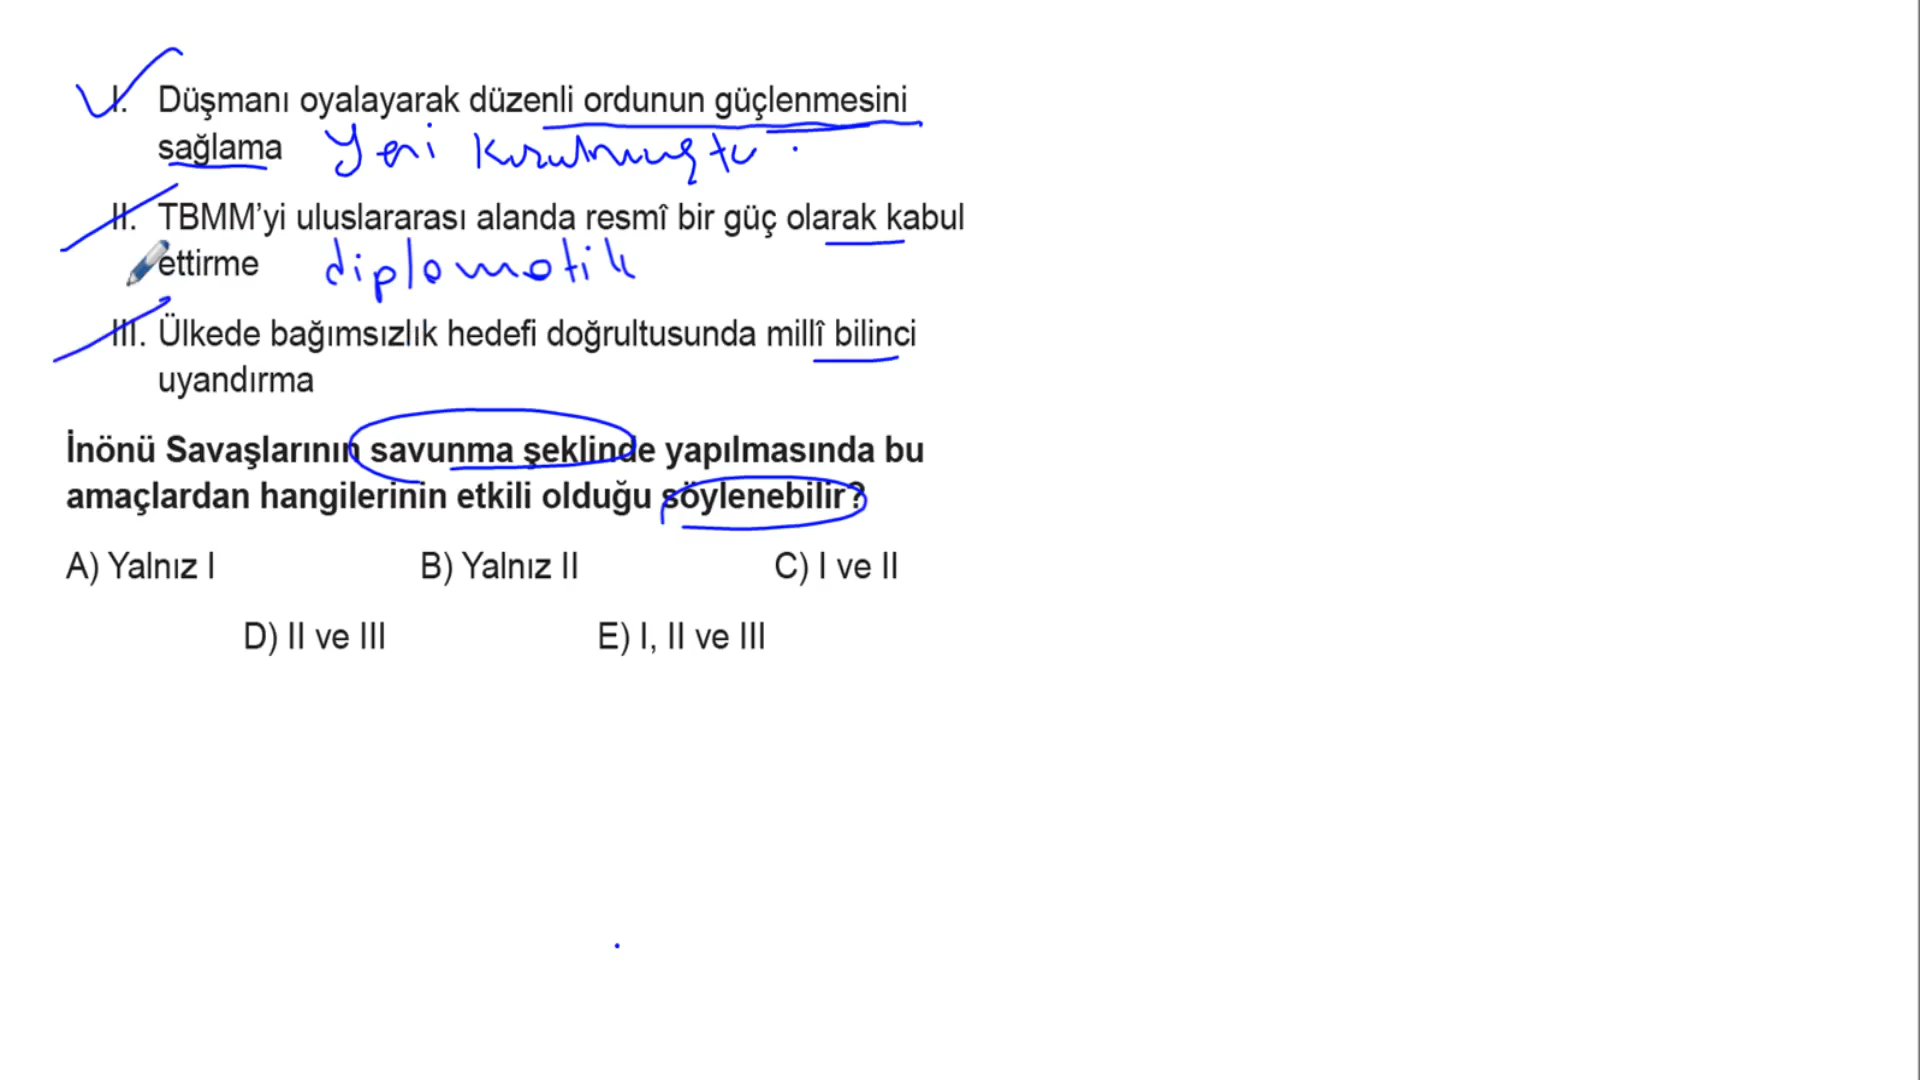 I. Düşmanı oyalayarak düzenli ordunun güçlenmesini
sağlama yeni kurulmuştu.
II. TBMM'yi uluslararası alanda resmî bir güç olarak kabul
ettirme diplomatik
III. Ülkede bağımsızlık hedefi doğrultusunda millî bilinci
uyandırma
İnönü Savaşlarının savunma şeklinde yapılmasında bu
amaçlardan hangilerinin etkili olduğu söylenebilir?
A) Yalnız I B) Yalnız II C) I ve II
D) II ve III E) I, II ve III